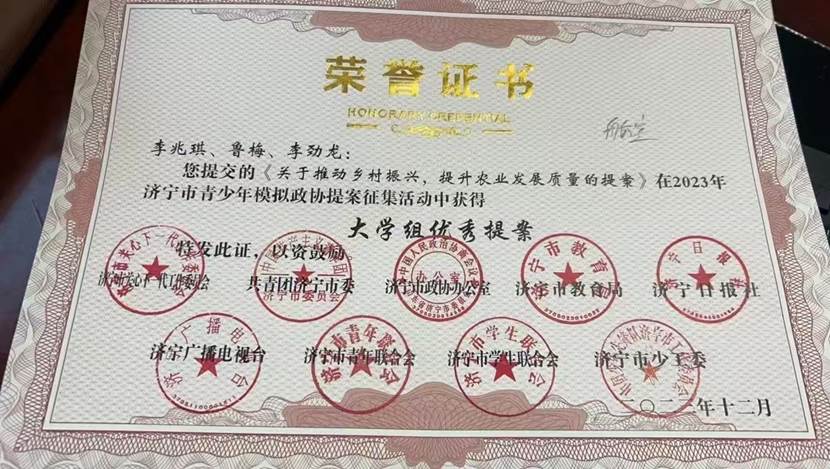 荣誉证书
HONORARY CREDENTIAL
李兆琪、鲁梅、李劲龙:
您提交的《关于推动乡村振兴,提升农业发展质量的提案》在2023年
济宁市青少年模拟政协提案征集活动中获得
大学组优秀提案
特发此证,以资鼓励
济宁市关心下一代工作委员会 共青团济宁市委 济宁市政协办公室 济宁市教育局 济宁日报社
济宁广播电视台 济宁市青年联合会 济宁市学生联合会 济宁市少工委
二〇二三年十二月